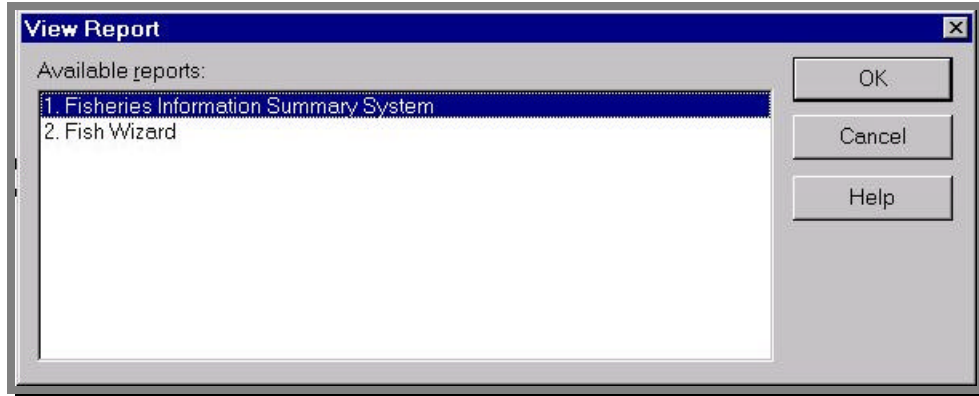 View Report
Available reports:
1. Fisheries Information Summary System
2. Fish Wizard
OK
Cancel
Help